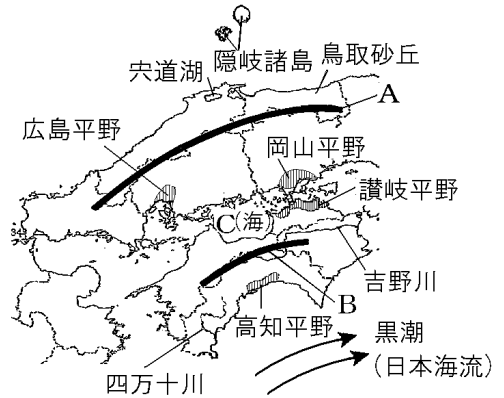 隠岐諸島
鳥取砂丘
宍道湖
A
広島平野
岡山平野
讃岐平野
C(海)
吉野川
B
高知平野
黒潮
(日本海流)
四万十川